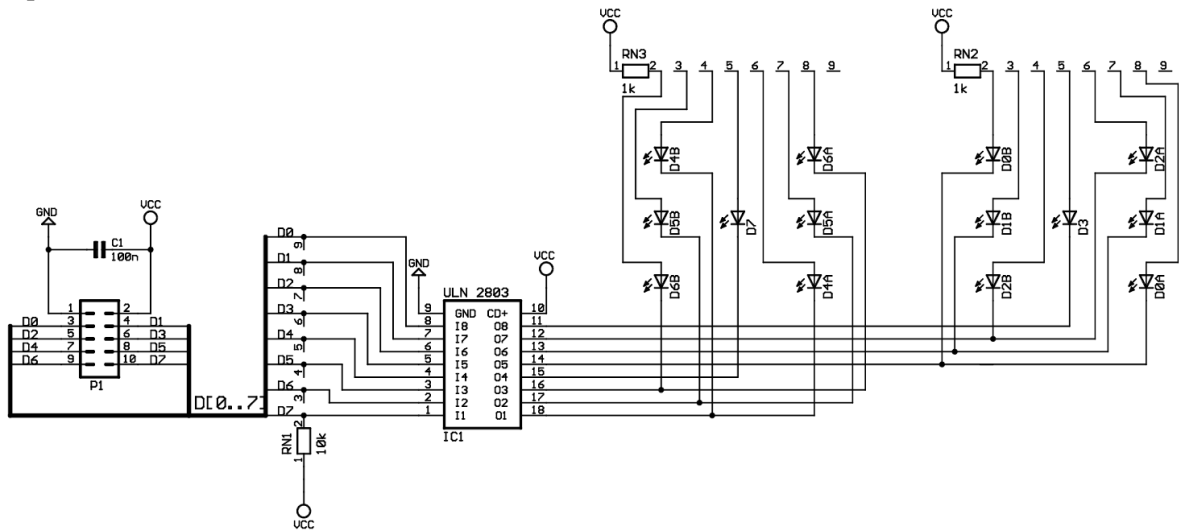 VCC
RN3
1 2 3 4 5 6 7 8 9
1k
D4B
D6A
D5B
D7
D5A
D6B
D4A
VCC
RN2
1 2 3 4 5 6 7 8 9
1k
D0B
D2A
D1B
D3
D1A
D2B
D0A
GND
VCC
C1
100n
1 2
D0 3 4 D1
D2 5 6 D3
D4 7 8 D5
D6 9 10 D7
P1
D[0..7]
D0 9
D1 8
D2 7
D3 6
D4 5
D5 4
D6 3
D7 2
RN1
10k
1
VCC
GND
VCC
ULN 2803
9 GND CD+ 10
8 I8 O8 11
7 I7 O7 12
6 I6 O6 13
5 I5 O5 14
4 I4 O4 15
3 I3 O3 16
2 I2 O2 17
1 I1 O1 18
IC1